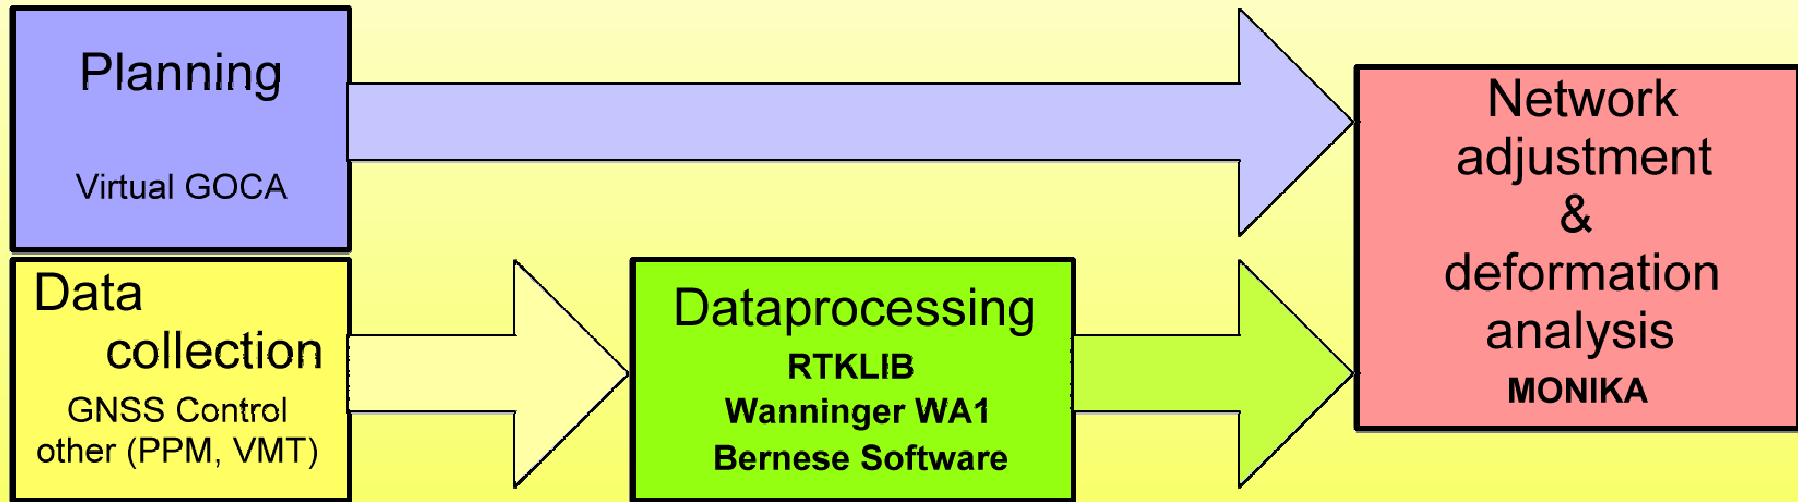 Planning
Virtual GOCA
Data
collection
GNSS Control
other (PPM, VMT)
Dataprocessing
RTKLIB
Wanninger WA1
Bernese Software
Network
adjustment
&
deformation
analysis
MONIKA